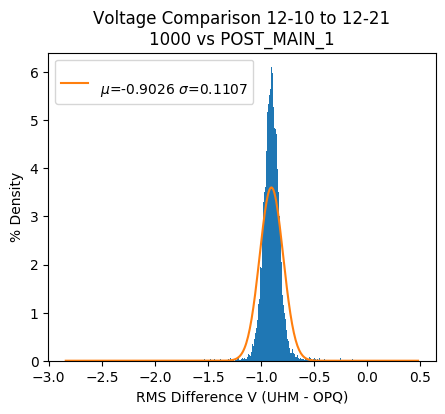 Voltage Comparison 12-10 to 12-21
1000 vs POST_MAIN_1
μ=-0.9026 σ=0.1107
% Density
6
5
4
3
2
1
0
−3.0 −2.5 −2.0 −1.5 −1.0 −0.5 0.0 0.5
RMS Difference V (UHM - OPQ)